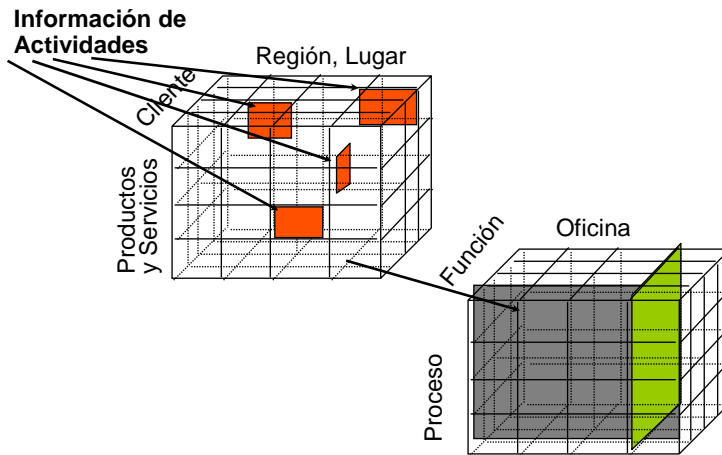 Información de
Actividades
Región, Lugar
Cliente
Productos
y Servicios
Oficina
Función
Proceso